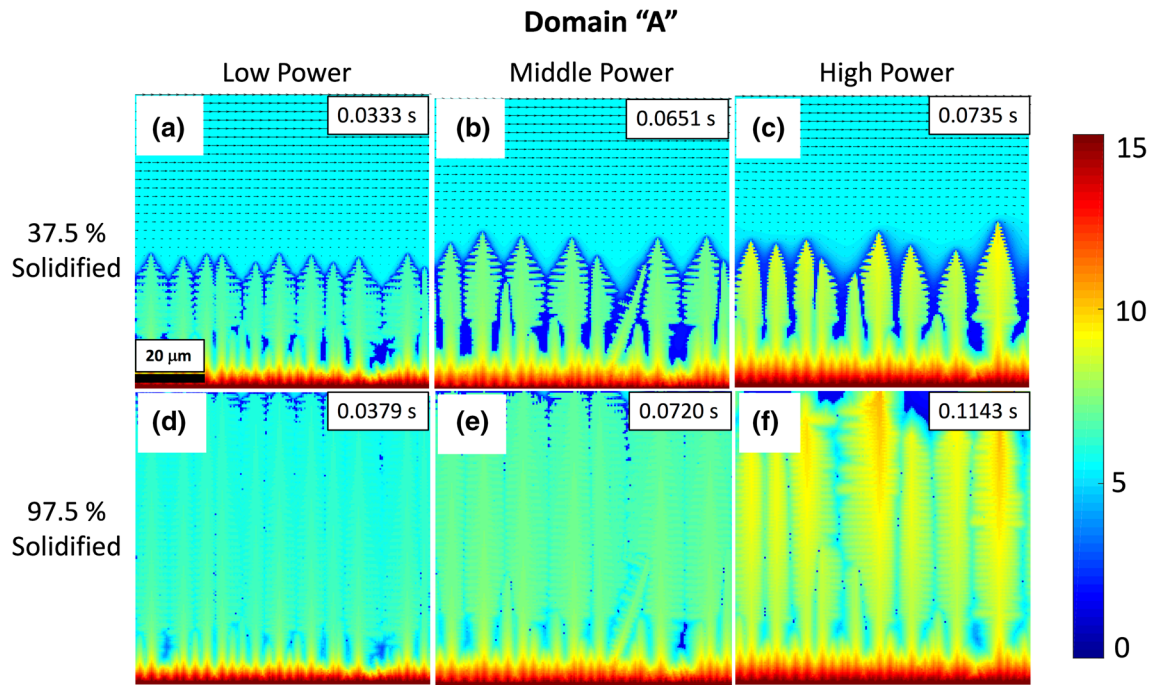 Domain “A”
Low Power
Middle Power
High Power
(a)
0.0333 s
(b)
0.0651 s
(c)
0.0735 s
37.5 %
Solidified
20 µm
(d)
0.0379 s
(e)
0.0720 s
(f)
0.1143 s
97.5 %
Solidified
15
10
5
0